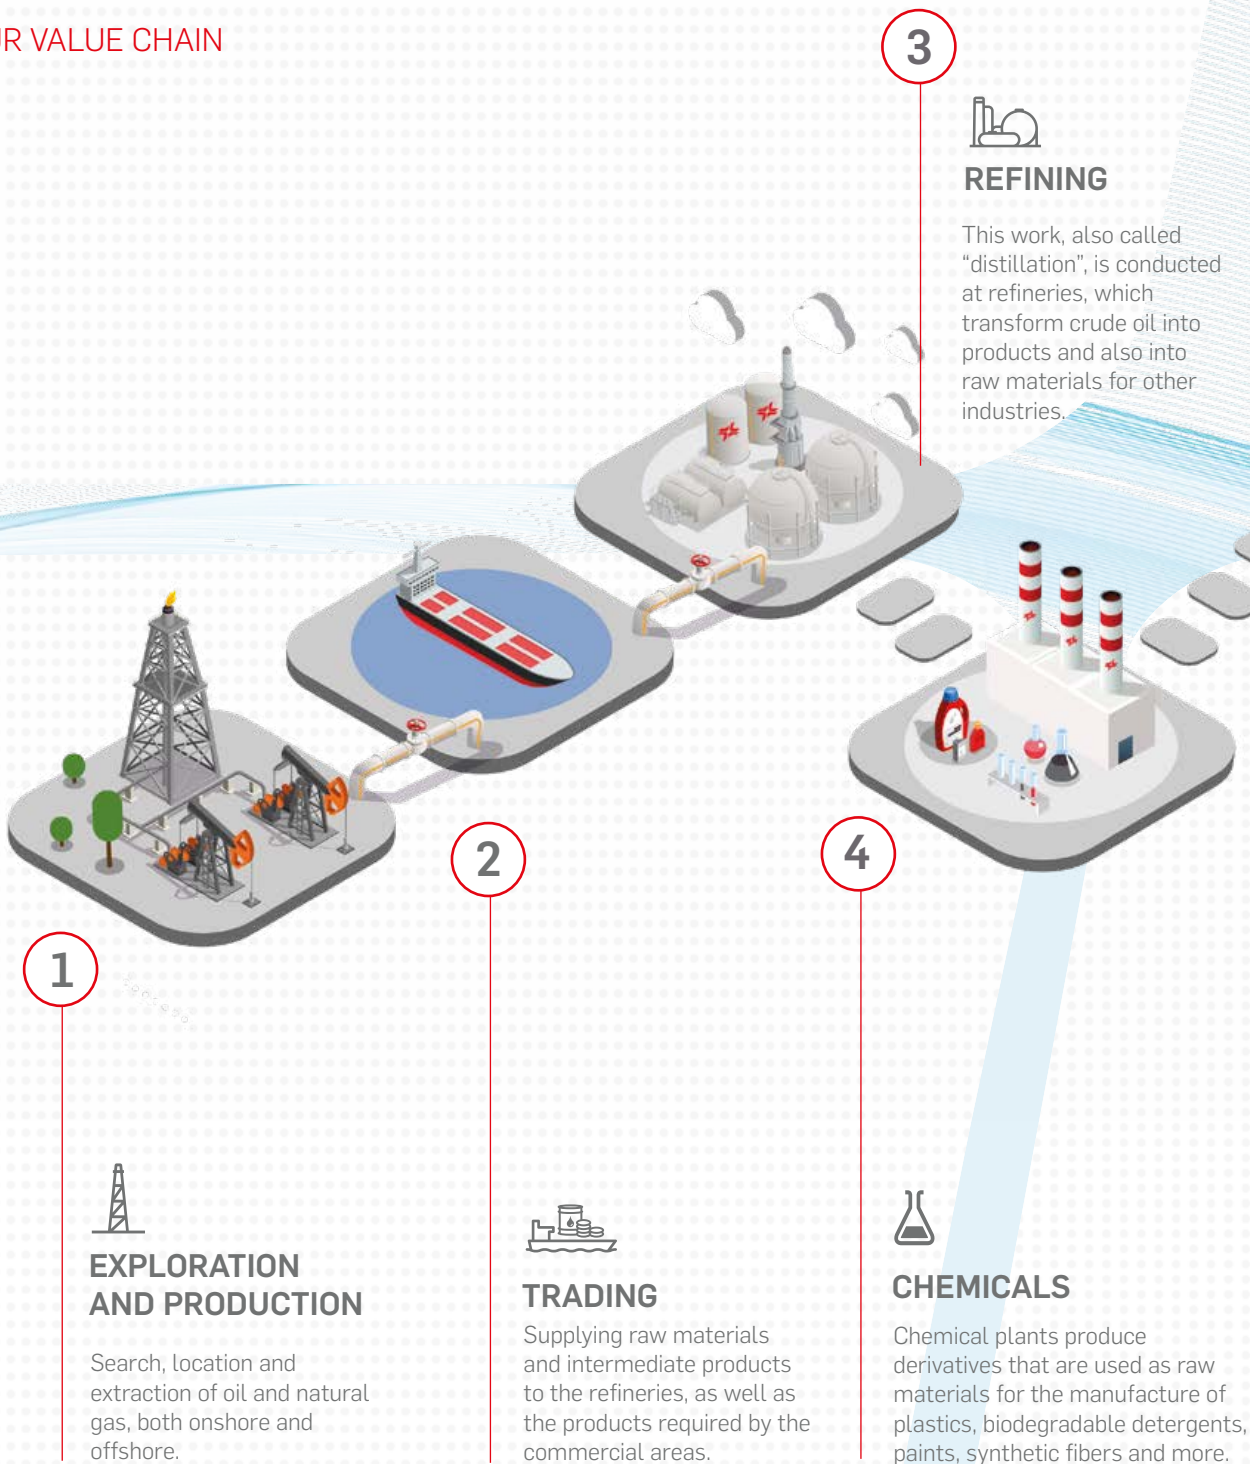 UR VALUE CHAIN
3
REFINING
This work, also called
“distillation”, is conducted
at refineries, which
transform crude oil into
products and also into
raw materials for other
industries.
1
EXPLORATION
AND PRODUCTION
Search, location and
extraction of oil and natural
gas, both onshore and
offshore.
2
TRADING
Supplying raw materials
and intermediate products
to the refineries, as well as
the products required by the
commercial areas.
4
CHEMICALS
Chemical plants produce
derivatives that are used as raw
materials for the manufacture of
plastics, biodegradable detergents,
paints, synthetic fibers and more.